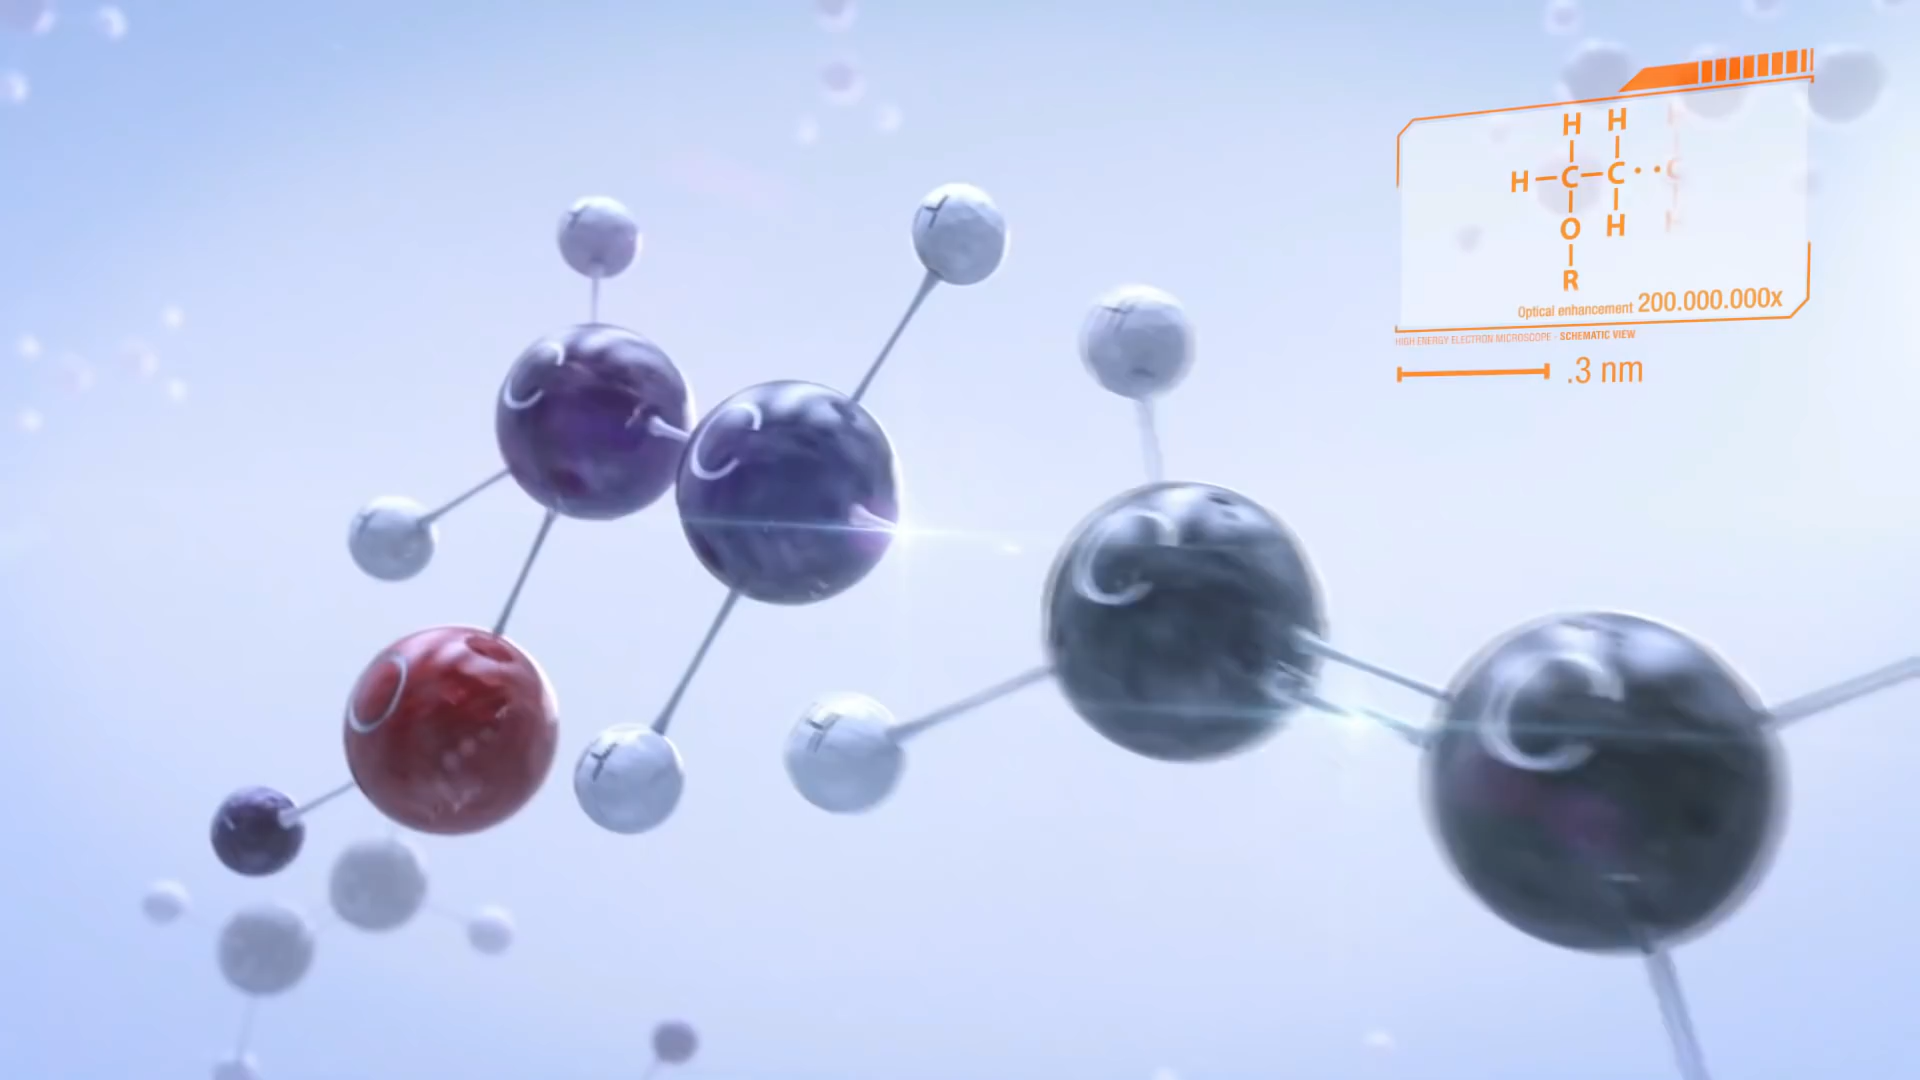 H H
H C C C
O H
R
Optical enhancement 200.000.000x
HIGH ENERGY ELECTRON MICROSCOPE - SCHEMATIC VIEW
.3 nm
H
H
H
C
C
H
C
C
H
O
H
H